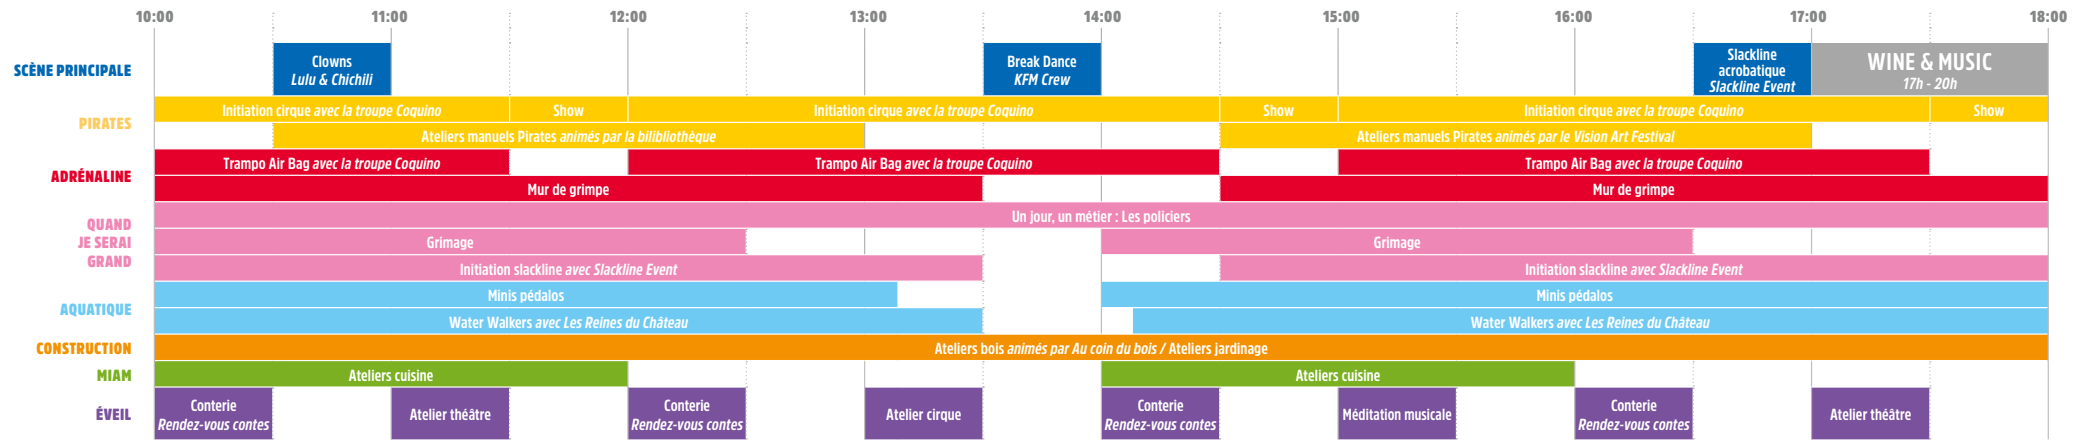 10:00 11:00 12:00 13:00 14:00 15:00 16:00 17:00 18:00
SCÈNE PRINCIPALE
Clowns
Lulu & Chichili
Break Dance
KFM Crew
Slackline
acrobatique
Slackline Event
WINE & MUSIC
17h - 20h
PIRATES
Initiation cirque avec la troupe Coquino
Show
Initiation cirque avec la troupe Coquino
Show
Initiation cirque avec la troupe Coquino
Show
Ateliers manuels Pirates animés par la bilibliothèque
Ateliers manuels Pirates animés par le Vision Art Festival
ADRÉNALINE
Trampo Air Bag avec la troupe Coquino
Trampo Air Bag avec la troupe Coquino
Trampo Air Bag avec la troupe Coquino
Mur de grimpe
Mur de grimpe
QUAND
JE SERAI
GRAND
Un jour, un métier : Les policiers
Grimage
Grimage
Initiation slackline avec Slackline Event
Initiation slackline avec Slackline Event
AQUATIQUE
Minis pédalos
Minis pédalos
Water Walkers avec Les Reines du Château
Water Walkers avec Les Reines du Château
CONSTRUCTION
Ateliers bois animés par Au coin du bois / Ateliers jardinage
MIAM
Ateliers cuisine
Ateliers cuisine
ÉVEIL
Conterie
Rendez-vous contes
Atelier théâtre
Conterie
Rendez-vous contes
Atelier cirque
Conterie
Rendez-vous contes
Méditation musicale
Conterie
Rendez-vous contes
Atelier théâtre